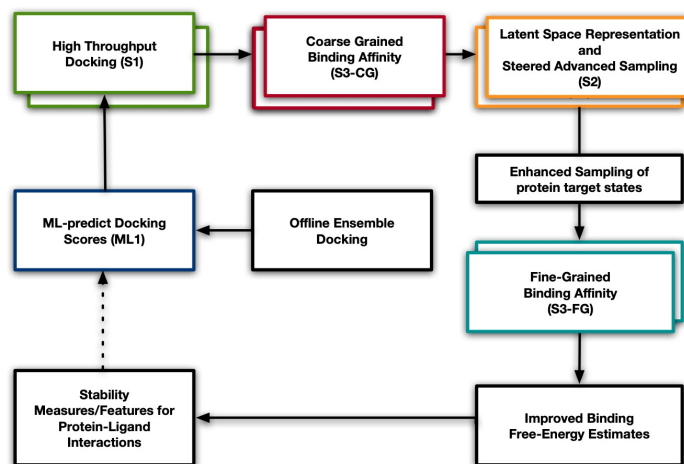 High Throughput
Docking (S1)
Coarse Grained
Binding Affinity
(S3-CG)
Latent Space Representation
and
Steered Advanced Sampling
(S2)
Enhanced Sampling of
protein target states
ML-predict Docking
Scores (ML1)
Offline Ensemble
Docking
Fine-Grained
Binding Affinity
(S3-FG)
Stability
Measures/Features for
Protein-Ligand
Interactions
Improved Binding
Free-Energy Estimates